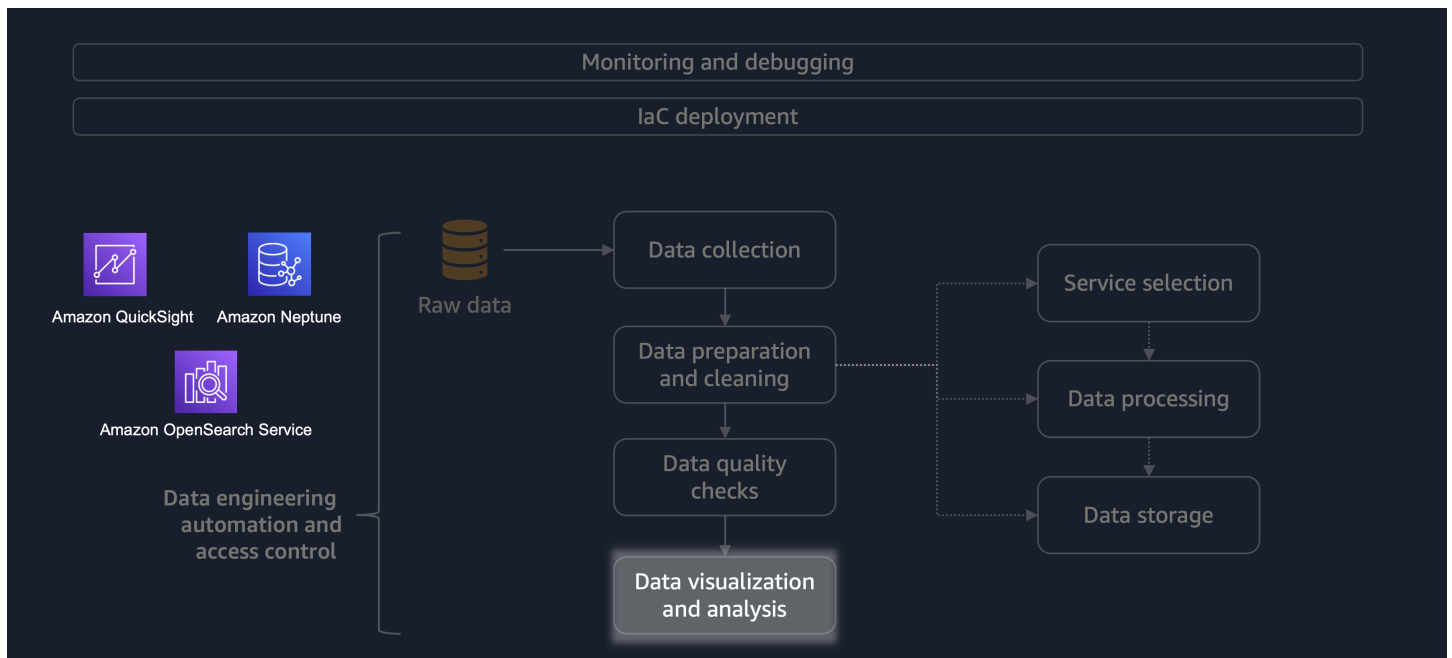 Monitoring and debugging
IaC deployment
Amazon QuickSight
Amazon Neptune
Amazon OpenSearch Service
Data engineering
automation and
access control
Raw data
Data collection
Data preparation
and cleaning
Data quality
checks
Data visualization
and analysis
Service selection
Data processing
Data storage